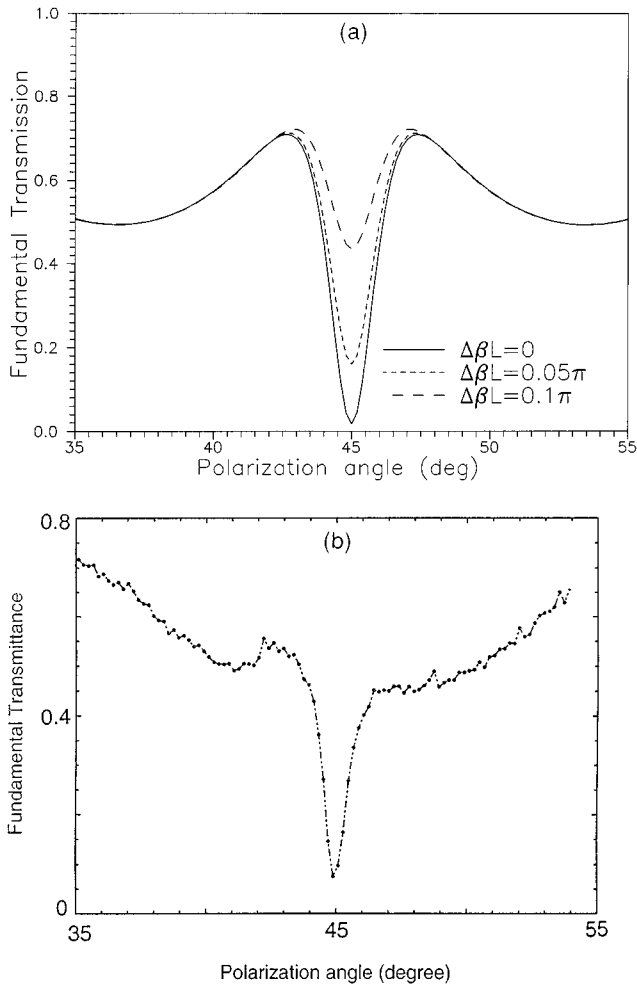 (a)
Fundamental Transmission
1.0
0.8
0.6
0.4
0.2
0.0
ΔβL=0
ΔβL=0.05π
ΔβL=0.1π
35 40 45 50 55
Polarization angle (deg)
(b)
Fundamental Transmittance
0.8
0.4
0
35 45 55
Polarization angle (degree)